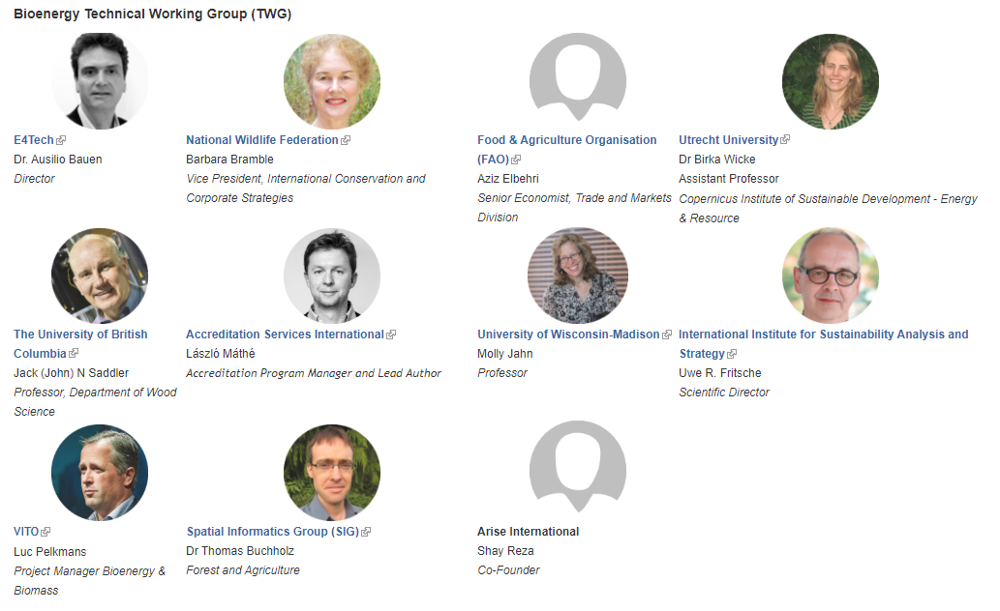 Bioenergy Technical Working Group (TWG)
E4Tech
Dr. Ausilio Bauen
Director
National Wildlife Federation
Barbara Bramble
Vice President, International Conservation and
Corporate Strategies
Food & Agriculture Organisation
(FAO)
Aziz Elbehri
Senior Economist, Trade and Markets
Division
Utrecht University
Dr Birka Wicke
Assistant Professor
Copernicus Institute of Sustainable Development - Energy
& Resource
The University of British
Columbia
Jack (John) N Saddler
Professor, Department of Wood
Science
Accreditation Services International
László Máthé
Accreditation Program Manager and Lead Author
University of Wisconsin-Madison
Molly Jahn
Professor
International Institute for Sustainability Analysis and
Strategy
Uwe R. Fritsche
Scientific Director
VITO
Luc Pelkmans
Project Manager Bioenergy &
Biomass
Spatial Informatics Group (SIG)
Dr Thomas Buchholz
Forest and Agriculture
Arise International
Shay Reza
Co-Founder